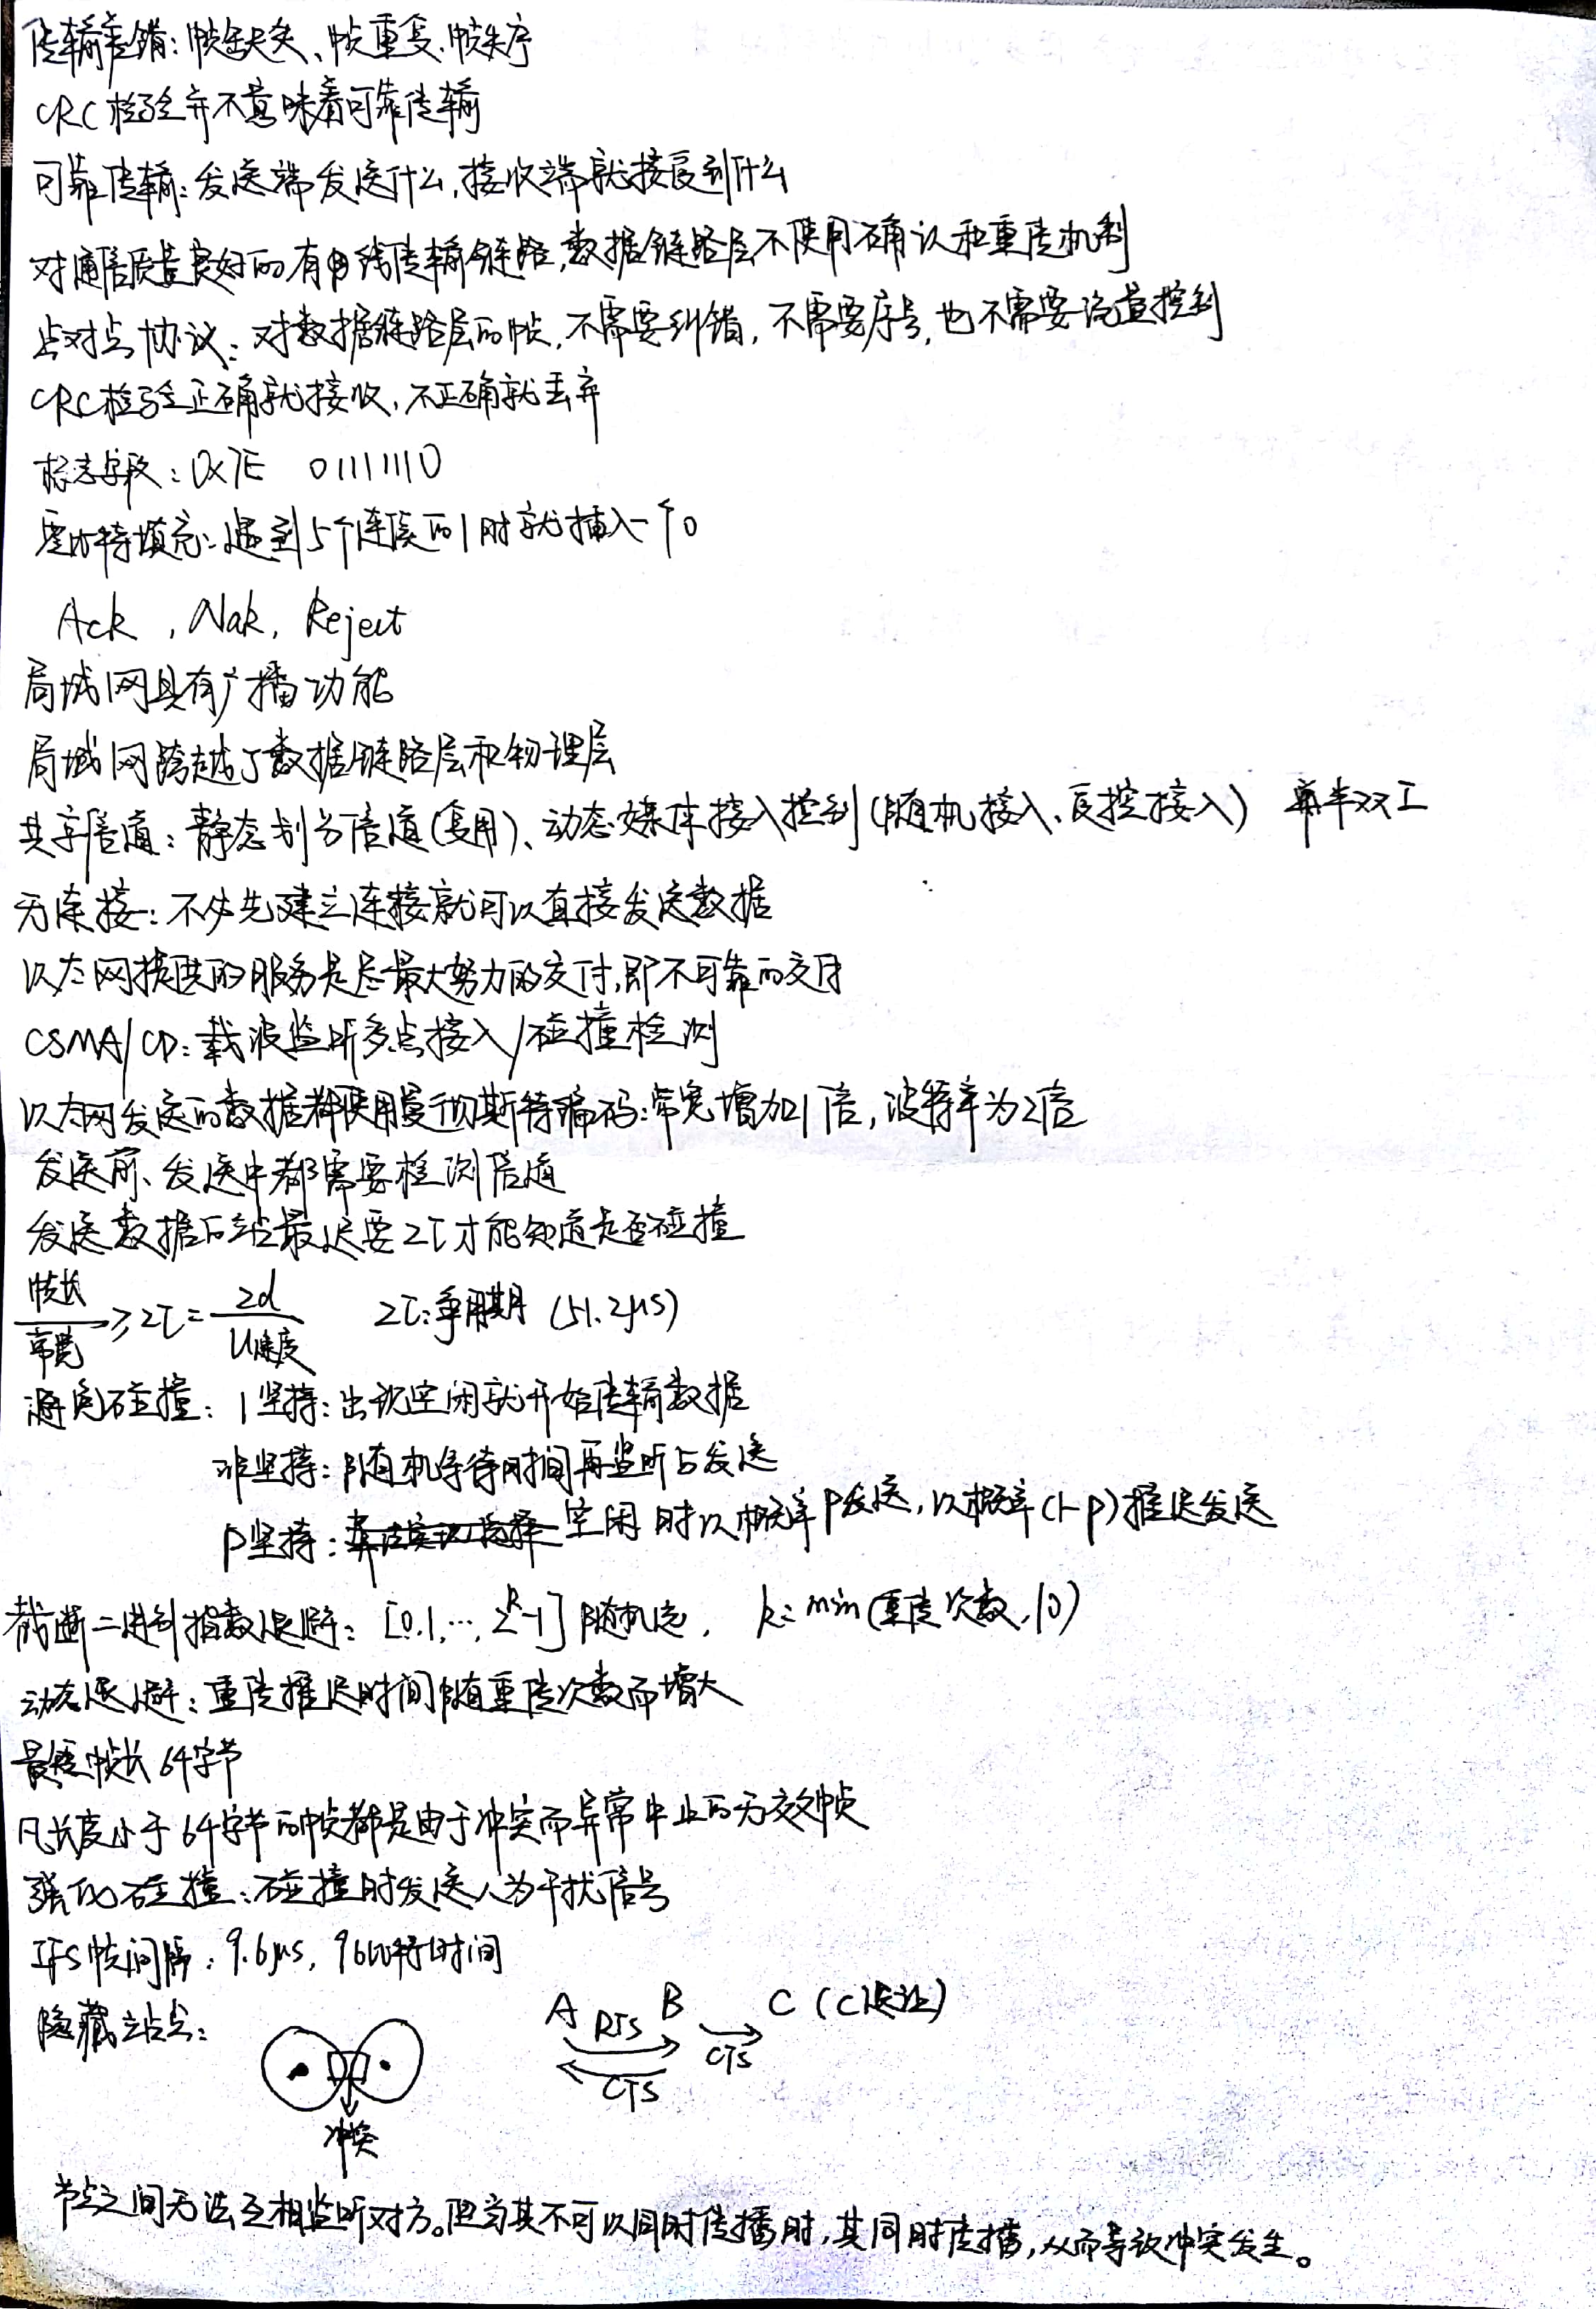 传输差错：帧丢失、帧重复、帧失序
CRC检验并不意味着可靠传输
可靠传输：发送端发送什么，接收端就接受到什么
对通信质量良好的有线传输链路，数据链路层不使用确认和重传机制
点对点协议：对数据链路层的帧，不需要纠错，不需要序号，也不需要流量控制
CRC检验正确就接收，不正确就丢弃
标志字段：0x7E 01111110
零比特填充：遇到5个连续的1时就插入一个0
Ack，Nak，Reject
局域网具有广播功能
局域网跨越了数据链路层和物理层
共享信道：静态划分信道(复用)、动态媒体接入控制(随机接入、受控接入) 半双工
无连接：不必先建立连接就可以直接发送数据
以太网提供的服务是尽最大努力的交付，即不可靠的交付
CSMA/CD：载波监听多点接入/碰撞检测
以太网发送的数据都使用曼彻斯特编码：带宽增加1倍，波特率为2倍
发送前、发送中都需要检测信道
发送数据后站最迟要2τ才能知道是否碰撞
帧长/带宽≥2τ=2d/u速度 2τ：争用期 (51.2μs)
避免碰撞：1坚持：出现空闲就开始传输数据
非坚持：随机等待时间再监听与发送
p坚持：空闲时以概率p发送，以概率(1-p)推迟发送
截断二进制指数退避：[0,1,…,2^k-1]随机选，k=min(重传次数,10)
动态退避：重传推迟时间随重传次数而增大
最短帧长64字节
凡长度小于64字节的帧都是由于冲突而异常中止的无效帧
强化碰撞：碰撞时发送人为干扰信号
IFS帧间隔：9.6μs，96比特时间
隐藏站点：
冲突
A RTS B C (C退让)
CTS CTS
节点之间无法互相监听对方。但当其不可以同时传播时，其同时传播，从而导致冲突发生。